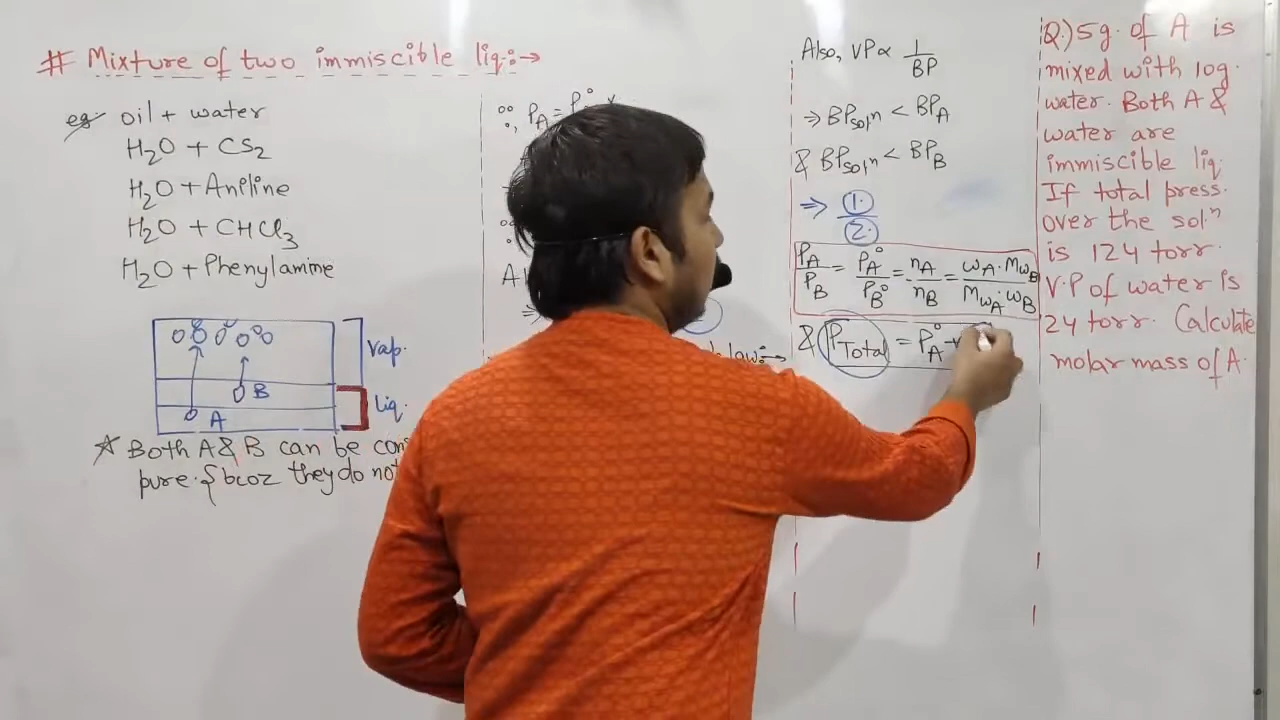 # Mixture of two immiscible liq.:→
eg oil + water
H2O + CS2
H2O + Aniline
H2O + CHCl3
H2O + Phenylamine
vap.
B
liq.
A
☆ Both A & B can be
pure. {bcoz they do not
∴, PA = P°
law:→
Also, VP ∝ 1/BP
⇒ BPsolⁿ < BPA
& BPsolⁿ < BPB
⇒ (1.)/(2.)
PA/PB = PA°/PB° = nA/nB = wA.MwB/MwA.wB
& PTotal = PA° +
Q.) 5g. of A is
mixed with 10g.
water. Both A &
water are
immiscible liq.
If total press.
over the solⁿ
is 124 torr.
V.P of water is
24 torr. Calculate
molar mass of A.